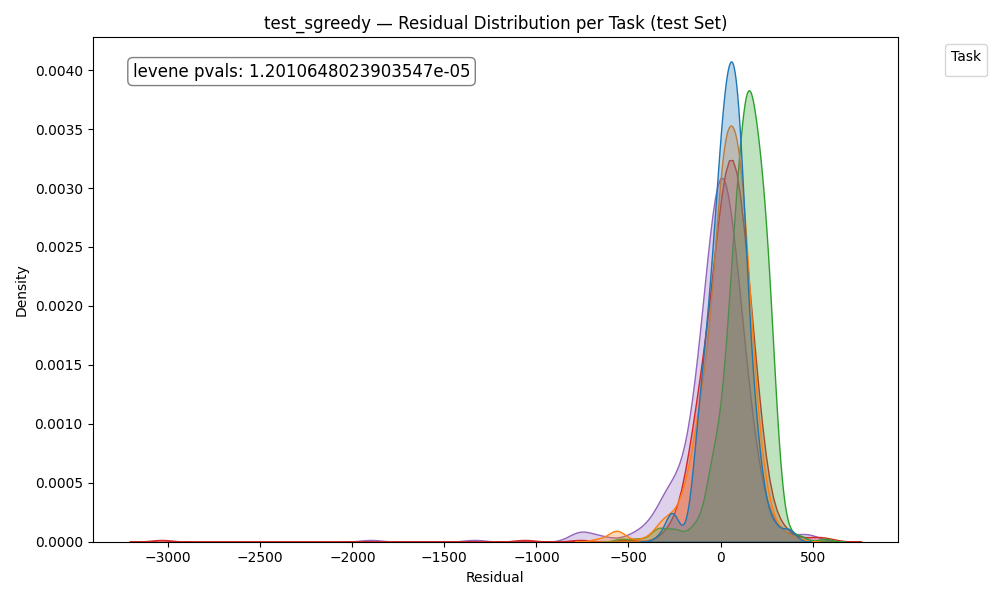 test_sgreedy — Residual Distribution per Task (test Set)
levene pvals: 1.2010648023903547e-05
Task
Density
0.0040
0.0035
0.0030
0.0025
0.0020
0.0015
0.0010
0.0005
0.0000
−3000 −2500 −2000 −1500 −1000 −500 0 500
Residual